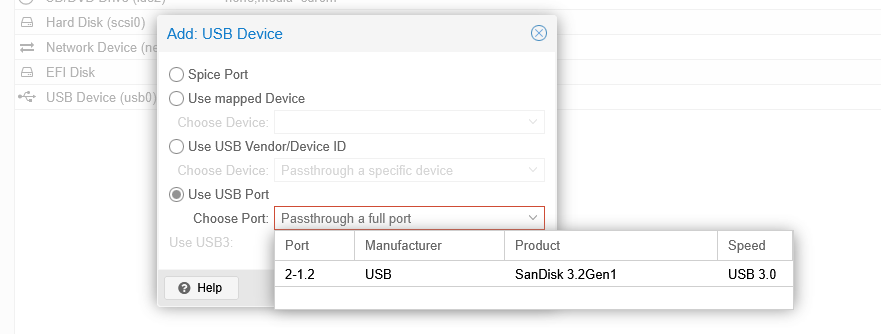 Hard Disk (scsi0)
Network Device (ne
EFI Disk
USB Device (usb0)
Add: USB Device
Spice Port
Use mapped Device
Choose Device:
Use USB Vendor/Device ID
Choose Device: Passthrough a specific device
Use USB Port
Choose Port: Passthrough a full port
Use USB3:
Port Manufacturer Product Speed
2-1.2 USB SanDisk 3.2Gen1 USB 3.0
Help